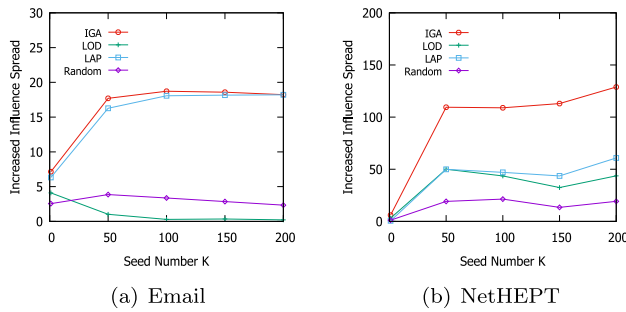 30
25
20
15
10
5
0
Increased Influence Spread
IGA
LOD
LAP
Random
0 50 100 150 200
Seed Number K
(a) Email
200
150
100
50
0
Increased Influence Spread
IGA
LOD
LAP
Random
0 50 100 150 200
Seed Number K
(b) NetHEPT